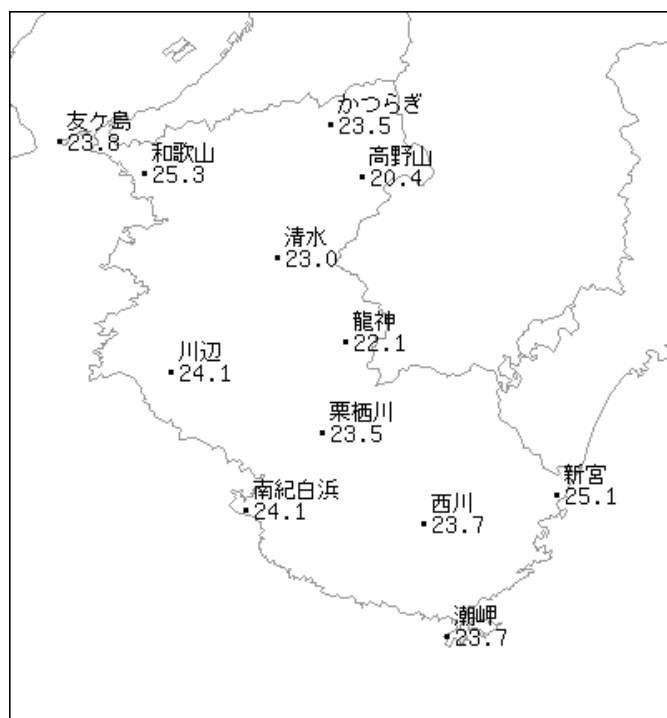 かつらぎ
23.5
友ケ島
23.8
和歌山
25.3
高野山
20.4
清水
23.0
龍神
22.1
川辺
24.1
栗栖川
23.5
新宮
25.1
南紀白浜
24.1
西川
23.7
潮岬
23.7